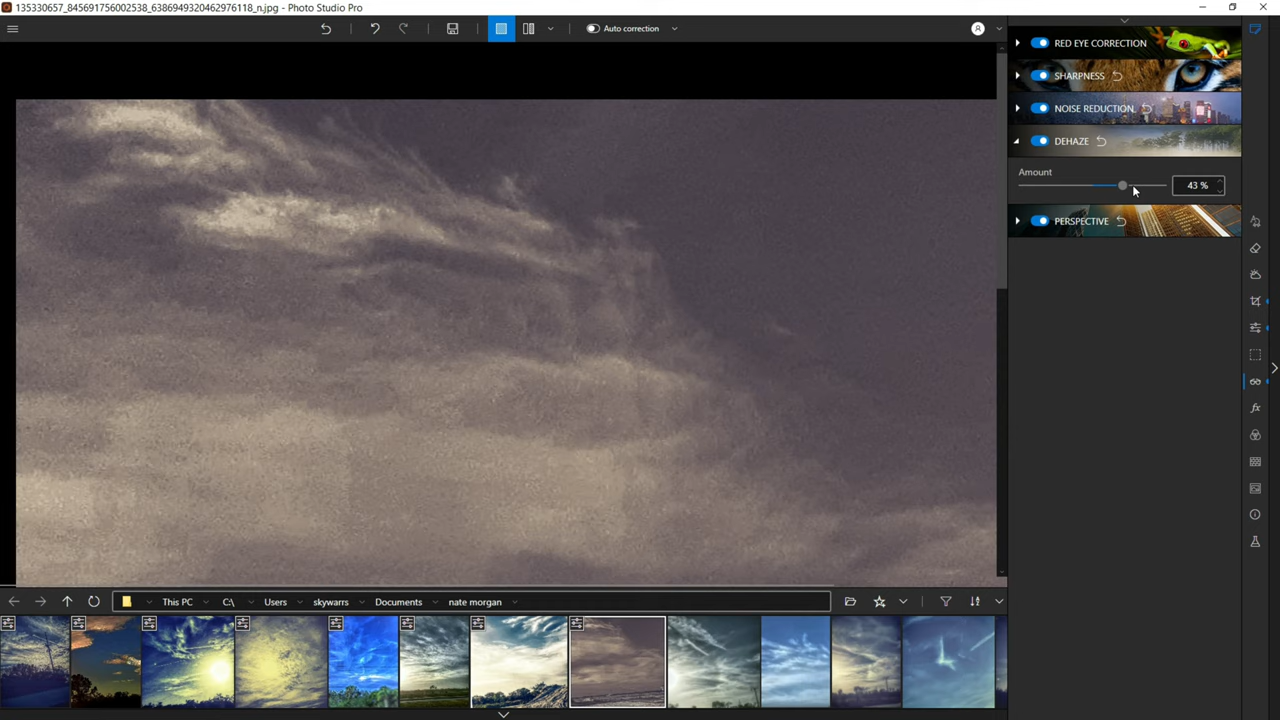 135330657_845691756002538_6386949320462976118_n.jpg - Photo Studio Pro
Auto correction
RED EYE CORRECTION
SHARPNESS
NOISE REDUCTION
DEHAZE
Amount
43 %
PERSPECTIVE
This PC
C:\
Users
skywarrs
Documents
nate morgan